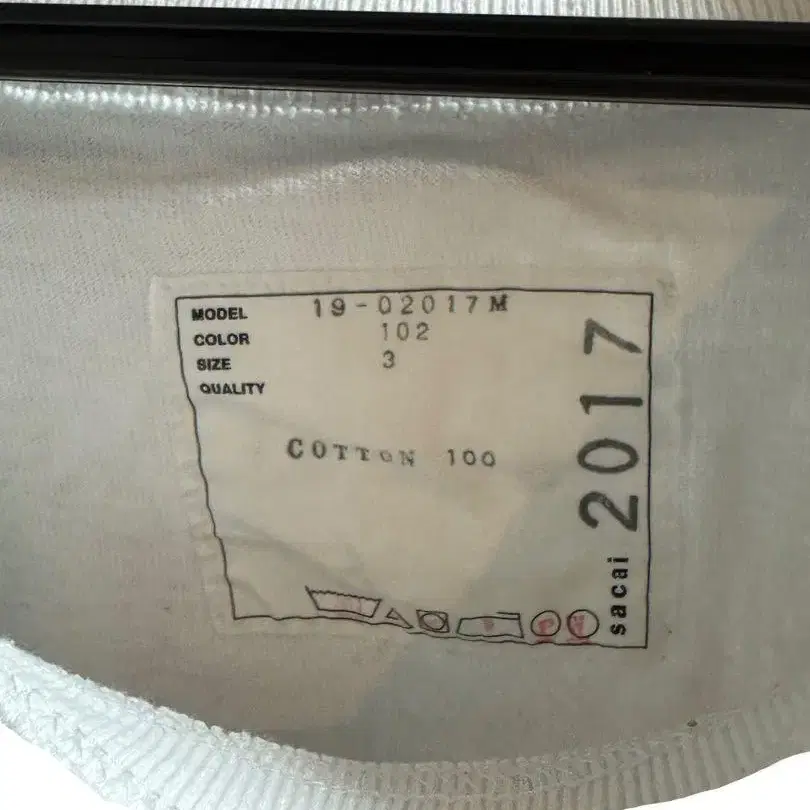 MODEL 19-02017M
COLOR 102
SIZE 3
QUALITY
COTTON 100
sacai 2017